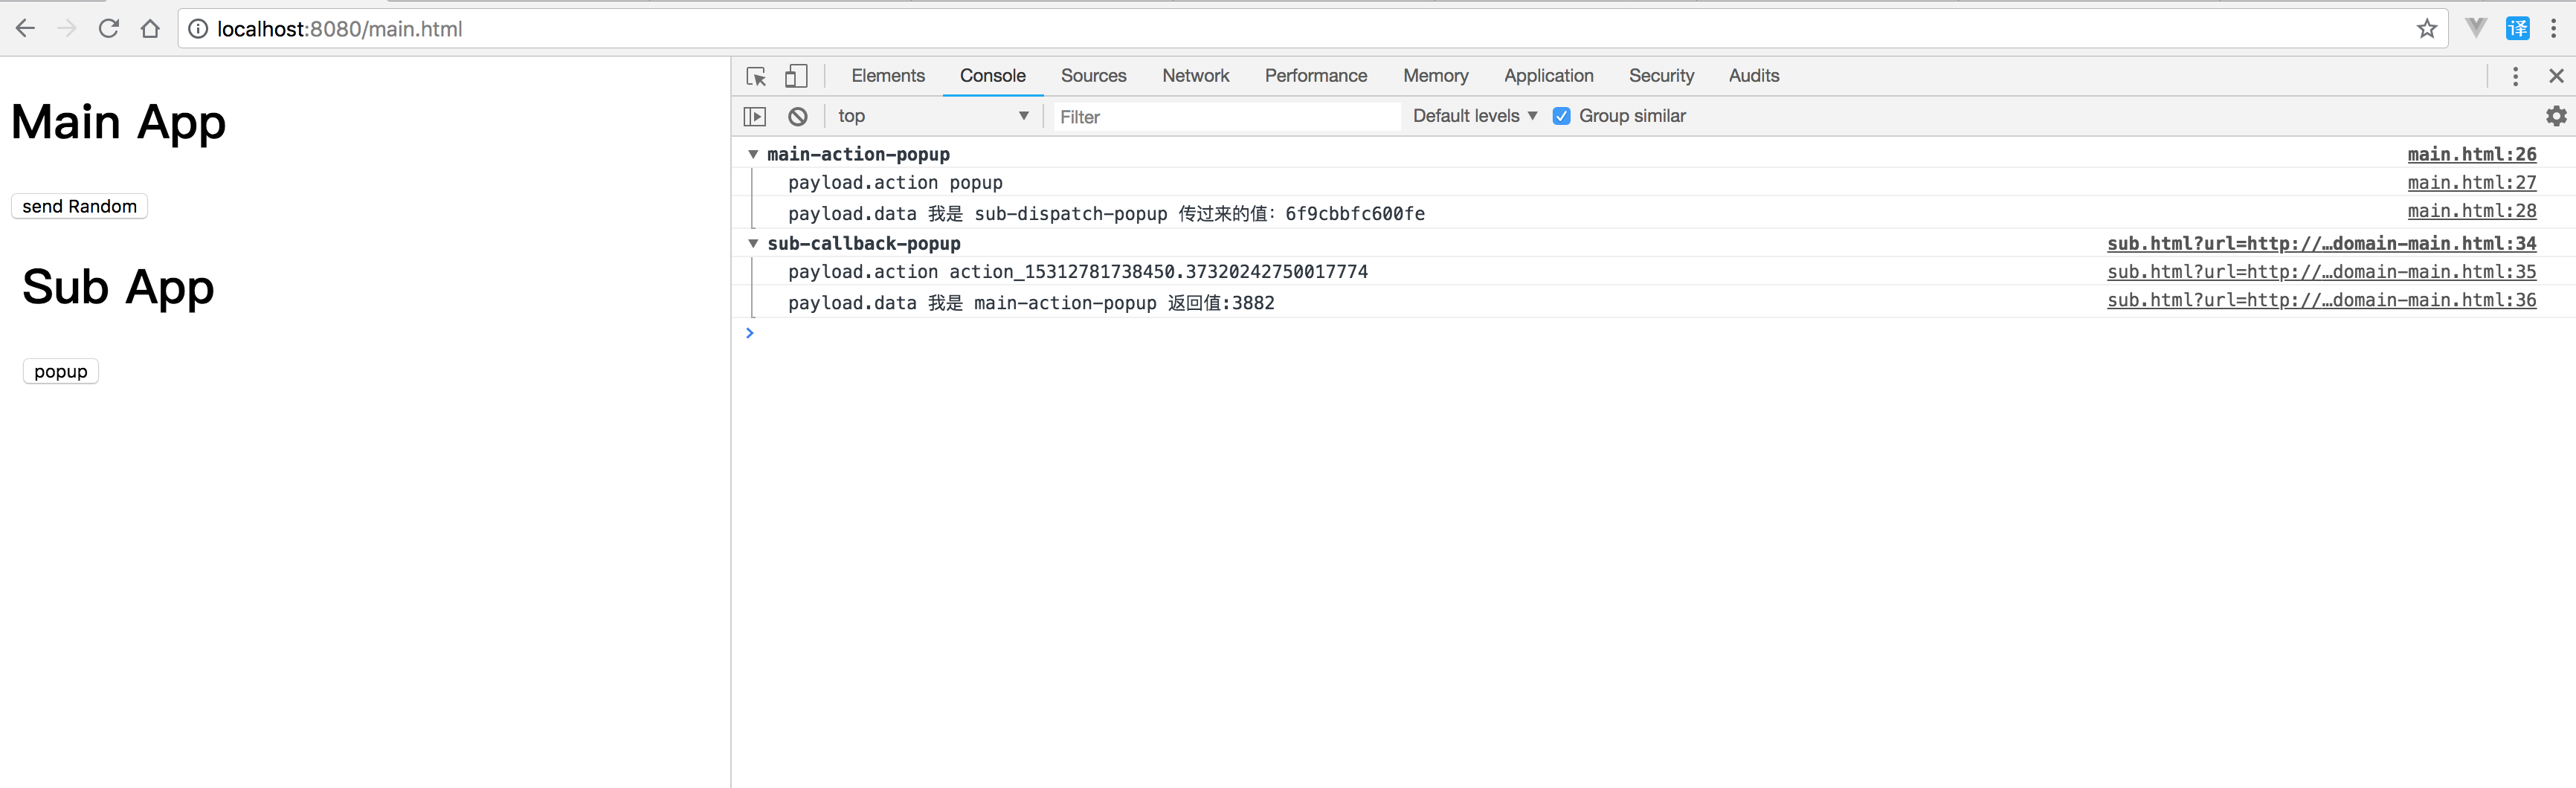 localhost:8080/main.html
译
Main App
send Random
Sub App
popup
Elements Console Sources Network Performance Memory Application Security Audits
top Filter Default levels Group similar
main-action-popup main.html:26
payload.action popup main.html:27
payload.data 我是 sub-dispatch-popup 传过来的值: 6f9cbbfc600fe main.html:28
sub-callback-popup sub.html?url=http://…domain-main.html:34
payload.action action_15312781738450.37320242750017774 sub.html?url=http://…domain-main.html:35
payload.data 我是 main-action-popup 返回值:3882 sub.html?url=http://…domain-main.html:36